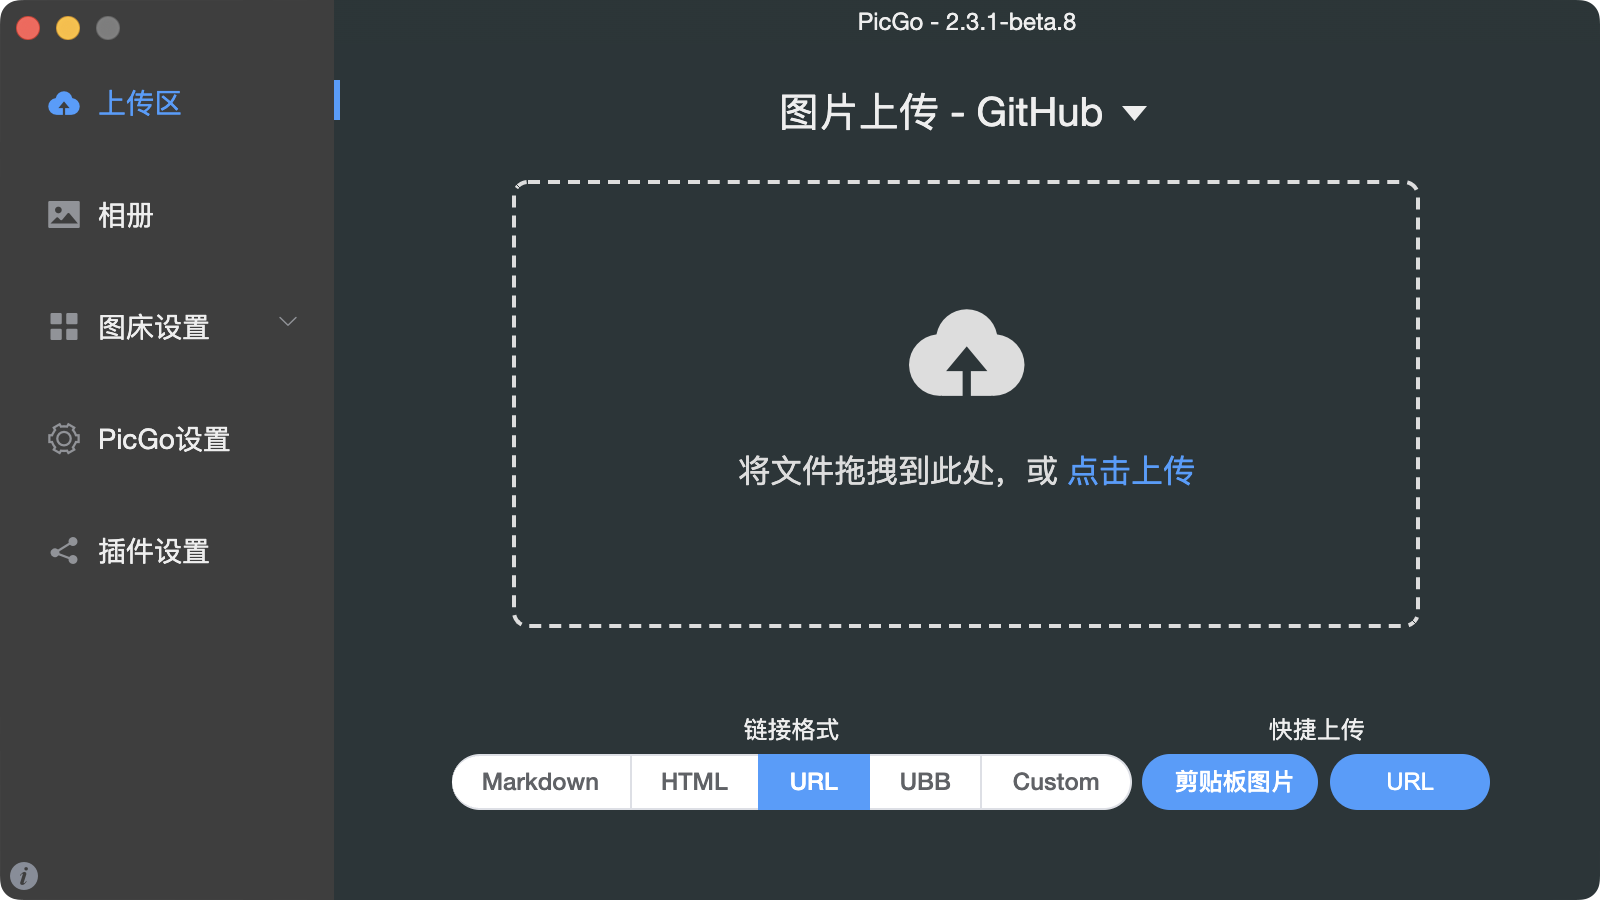 PicGo - 2.3.1-beta.8
上传区
相册
图床设置
PicGo设置
插件设置
图片上传 - GitHub
将文件拖拽到此处，或 点击上传
链接格式
Markdown HTML URL UBB Custom
快捷上传
剪贴板图片 URL
i